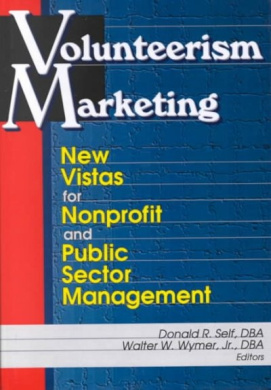 Volunteerism
Marketing
New
Vistas
for
Nonprofit
and
Public
Sector
Management
Donald R. Self, DBA
Walter W. Wymer, Jr., DBA
Editors